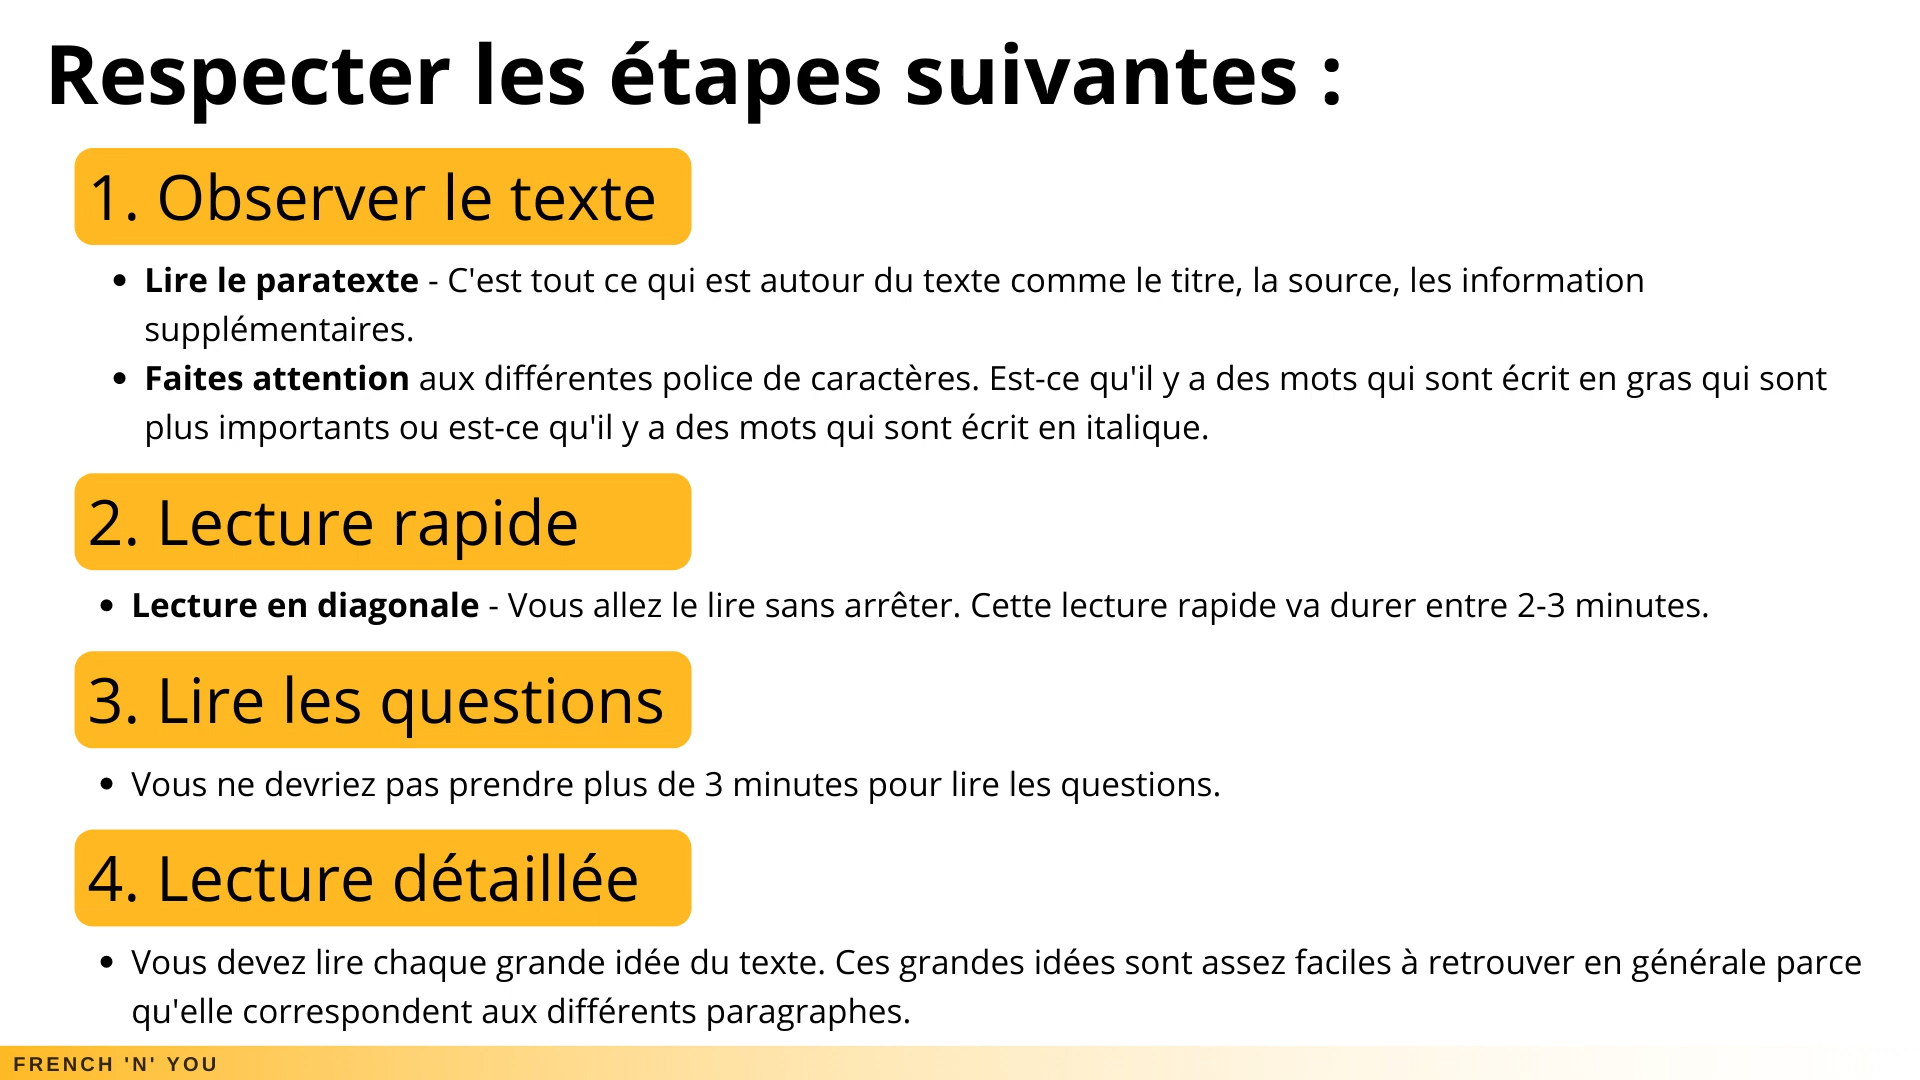 Respecter les étapes suivantes :
1. Observer le texte
• Lire le paratexte - C'est tout ce qui est autour du texte comme le titre, la source, les information
supplémentaires.
• Faites attention aux différentes police de caractères. Est-ce qu'il y a des mots qui sont écrit en gras qui sont
plus importants ou est-ce qu'il y a des mots qui sont écrit en italique.
2. Lecture rapide
• Lecture en diagonale - Vous allez le lire sans arrêter. Cette lecture rapide va durer entre 2-3 minutes.
3. Lire les questions
• Vous ne devriez pas prendre plus de 3 minutes pour lire les questions.
4. Lecture détaillée
• Vous devez lire chaque grande idée du texte. Ces grandes idées sont assez faciles à retrouver en générale parce
qu'elle correspondent aux différents paragraphes.
FRENCH 'N' YOU